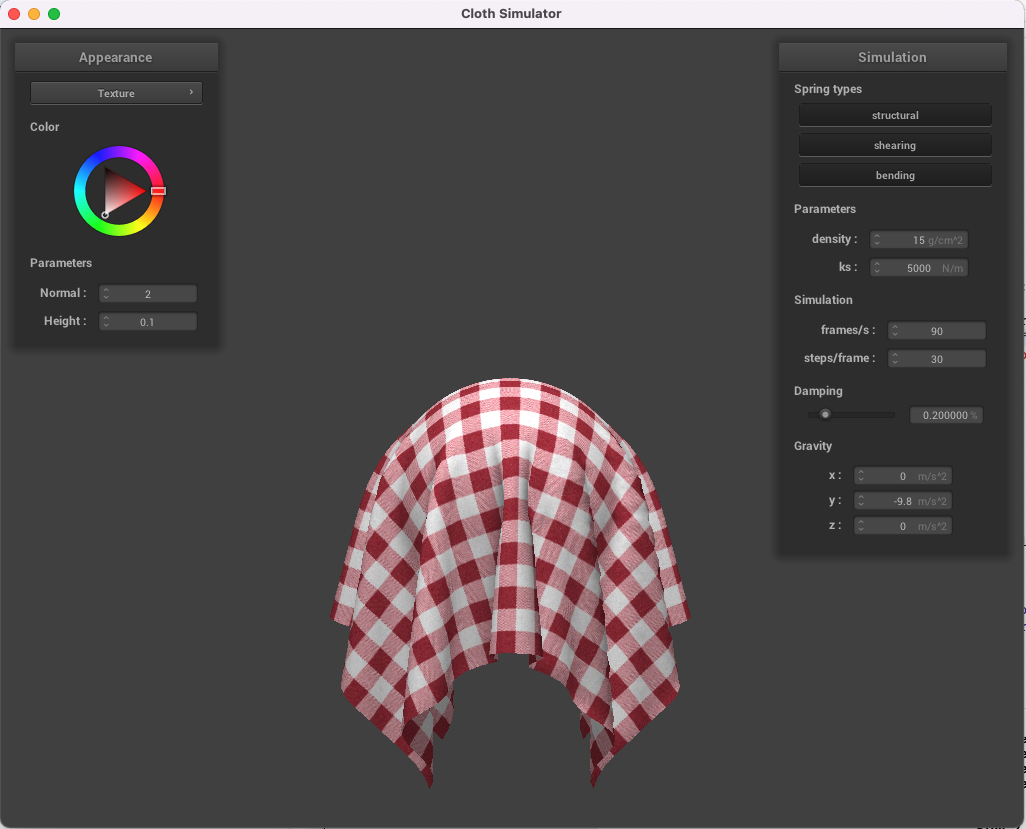 Cloth Simulator
Appearance
Texture
Color
Parameters
Normal : 2
Height : 0.1
Simulation
Spring types
structural
shearing
bending
Parameters
density : 15 g/cm^2
ks : 5000 N/m
Simulation
frames/s : 90
steps/frame : 30
Damping
0.200000 %
Gravity
x : 0 m/s^2
y : -9.8 m/s^2
z : 0 m/s^2